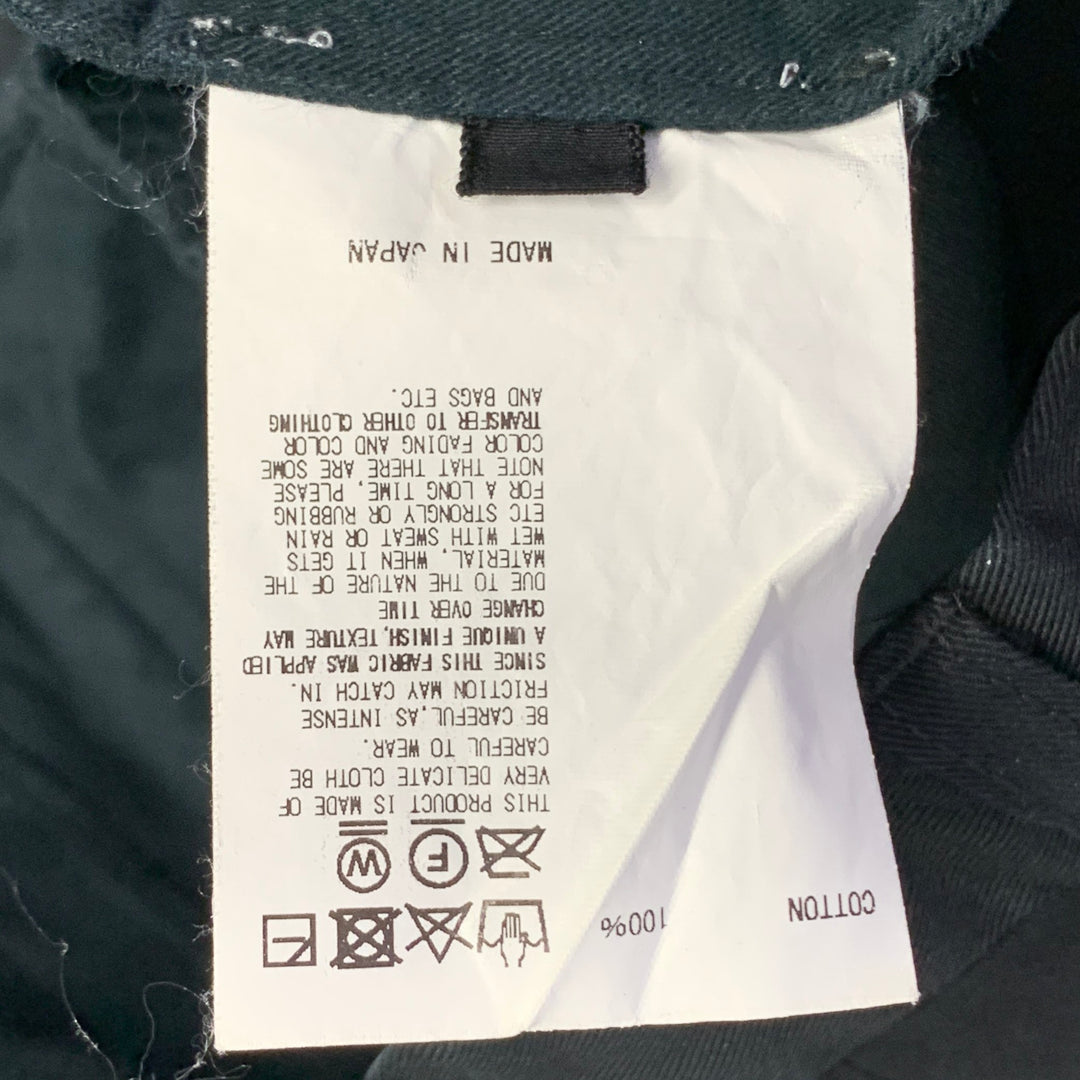 COTTON 100%
W
F
THIS PRODUCT IS MADE OF
VERY DELICATE CLOTH BE
CAREFUL TO WEAR.
BE CAREFUL, AS INTENSE
FRICTION MAY CATCH IN.
SINCE THIS FABRIC WAS APPLIED
A UNIQUE FINISH, TEXTURE MAY
CHANGE OVER TIME
DUE TO THE NATURE OF THE
MATERIAL, WHEN IT GETS
WET WITH SWEAT OR RAIN
ETC STRONGLY OR RUBBING
FOR A LONG TIME, PLEASE
NOTE THAT THERE ARE SOME
COLOR FADING AND COLOR
TRANSFER TO OTHER CLOTHING
AND BAGS ETC.
MADE IN JAPAN